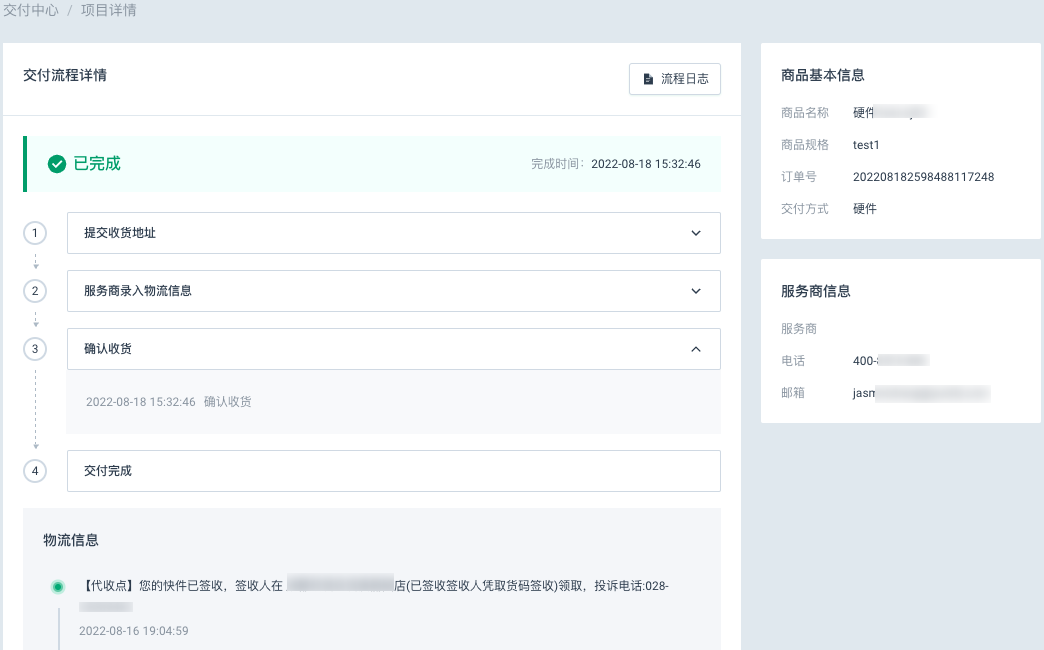 交付中心 / 项目详情
交付流程详情
流程日志
已完成
完成时间： 2022-08-18 15:32:46
1
提交收货地址
2
服务商录入物流信息
3
确认收货
2022-08-18 15:32:46 确认收货
4
交付完成
物流信息
【代收点】您的快件已签收，签收人在
店(已签收签收人凭取货码签收)领取，投诉电话:028-
2022-08-16 19:04:59
商品基本信息
商品名称 硬件
商品规格 test1
订单号 202208182598488117248
交付方式 硬件
服务商信息
服务商
电话 400-
邮箱 jasm